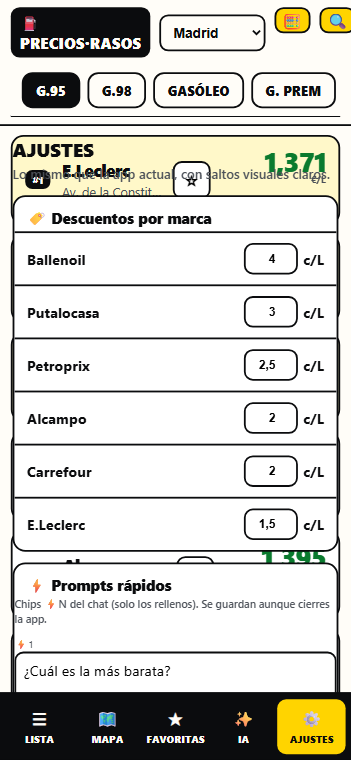 PRECIOS·RASOS
Madrid
G.95
G.98
GASÓLEO
G. PREM
AJUSTES
1,371
€/L
#1
E.Leclerc
Lo mismo que la app actual, con saltos visuales claros.
Av. de la Constit...
Descuentos por marca
Ballenoil
4
c/L
Putalocasa
3
c/L
Petroprix
2,5
c/L
Alcampo
2
c/L
Carrefour
2
c/L
E.Leclerc
1,5
c/L
1,395
Prompts rápidos
Chips ⚡ N del chat (solo los rellenos). Se guardan aunque cierres
la app.
⚡ 1
¿Cuál es la más barata?
LISTA
MAPA
FAVORITAS
IA
AJUSTES